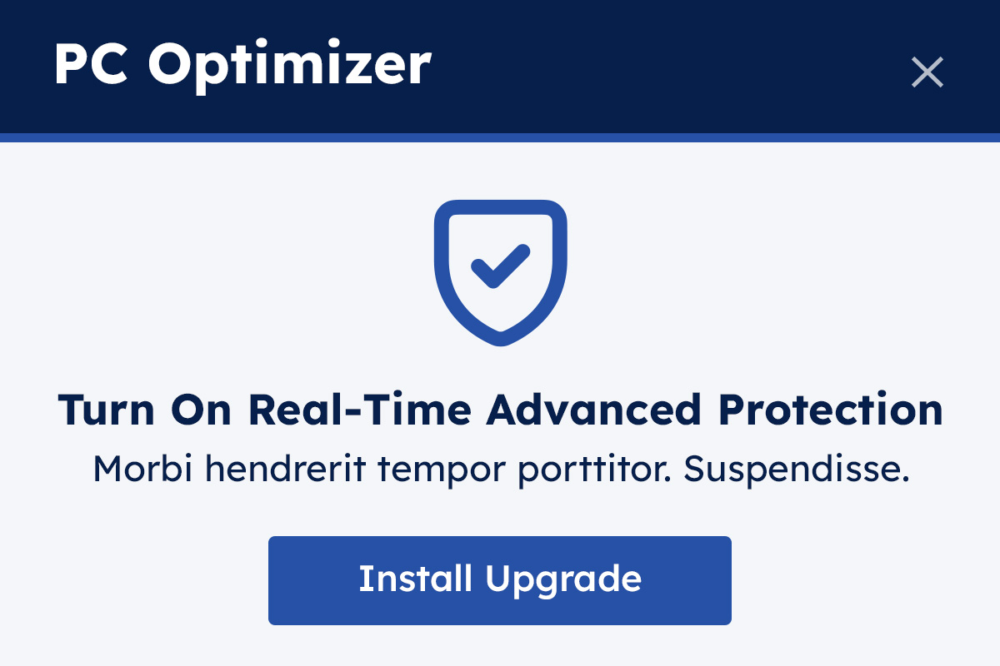 PC Optimizer
Turn On Real-Time Advanced Protection
Morbi hendrerit tempor porttitor. Suspendisse.
Install Upgrade